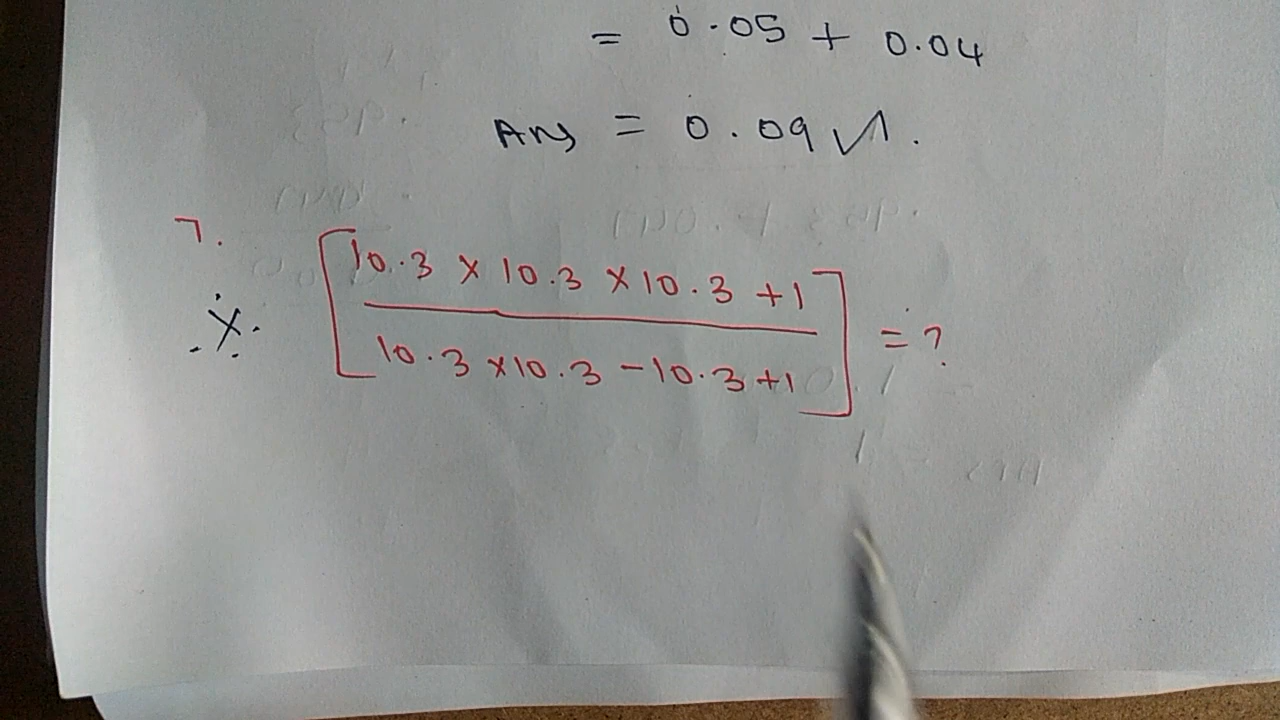 = 0.05 + 0.04
Ans = 0.09
7.
10.3 x 10.3 x 10.3 + 1
10.3 x 10.3 - 10.3 + 1
= ?